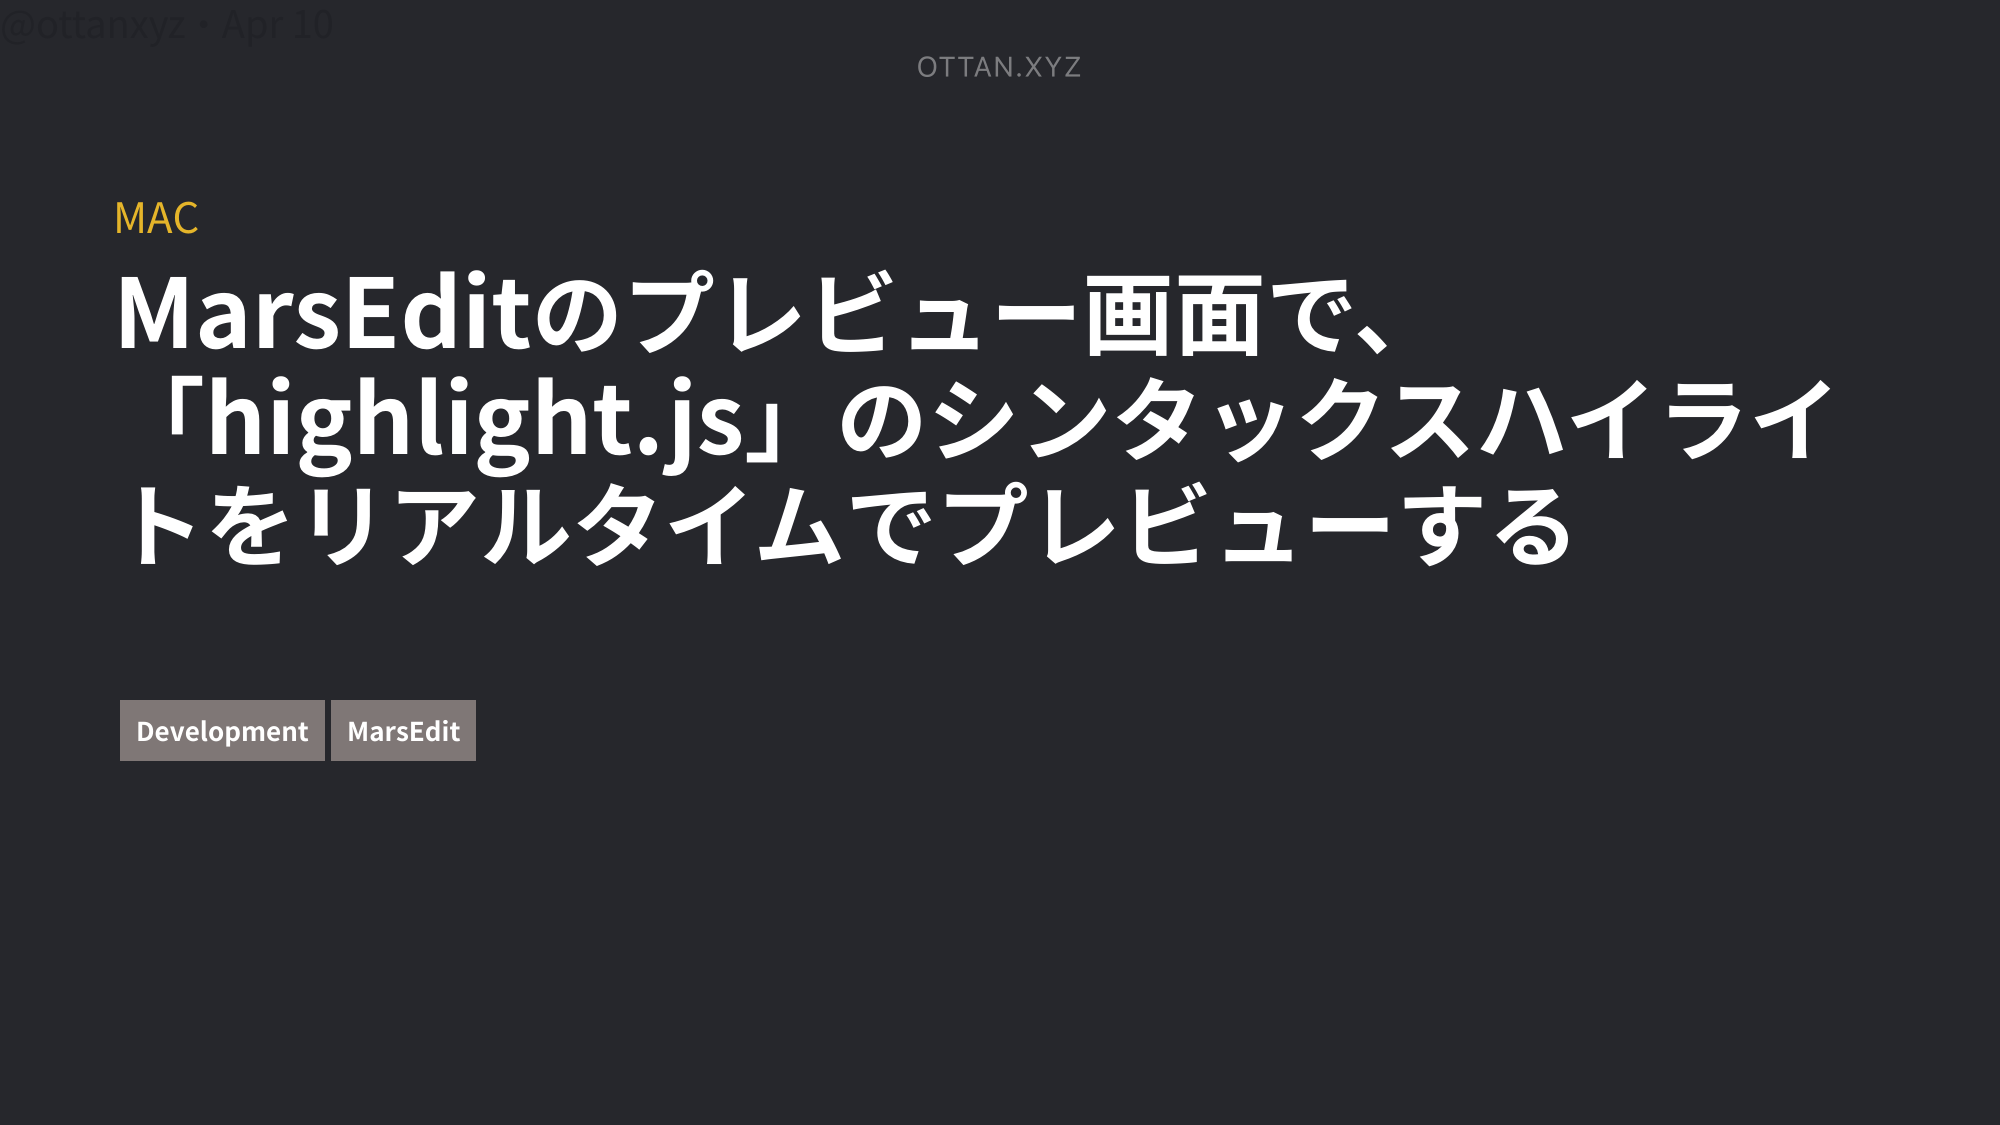 @ottanxyz・Apr 10
OTTAN.XYZ
MAC
MarsEditのプレビュー画面で、
「highlight.js」のシンタックスハイライ
トをリアルタイムでプレビューする
Development MarsEdit